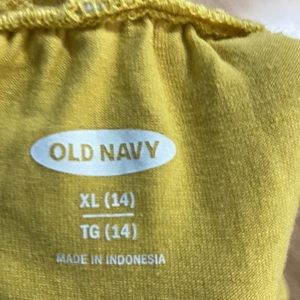 OLD NAVY
XL (14)
TG (14)
MADE IN INDONESIA